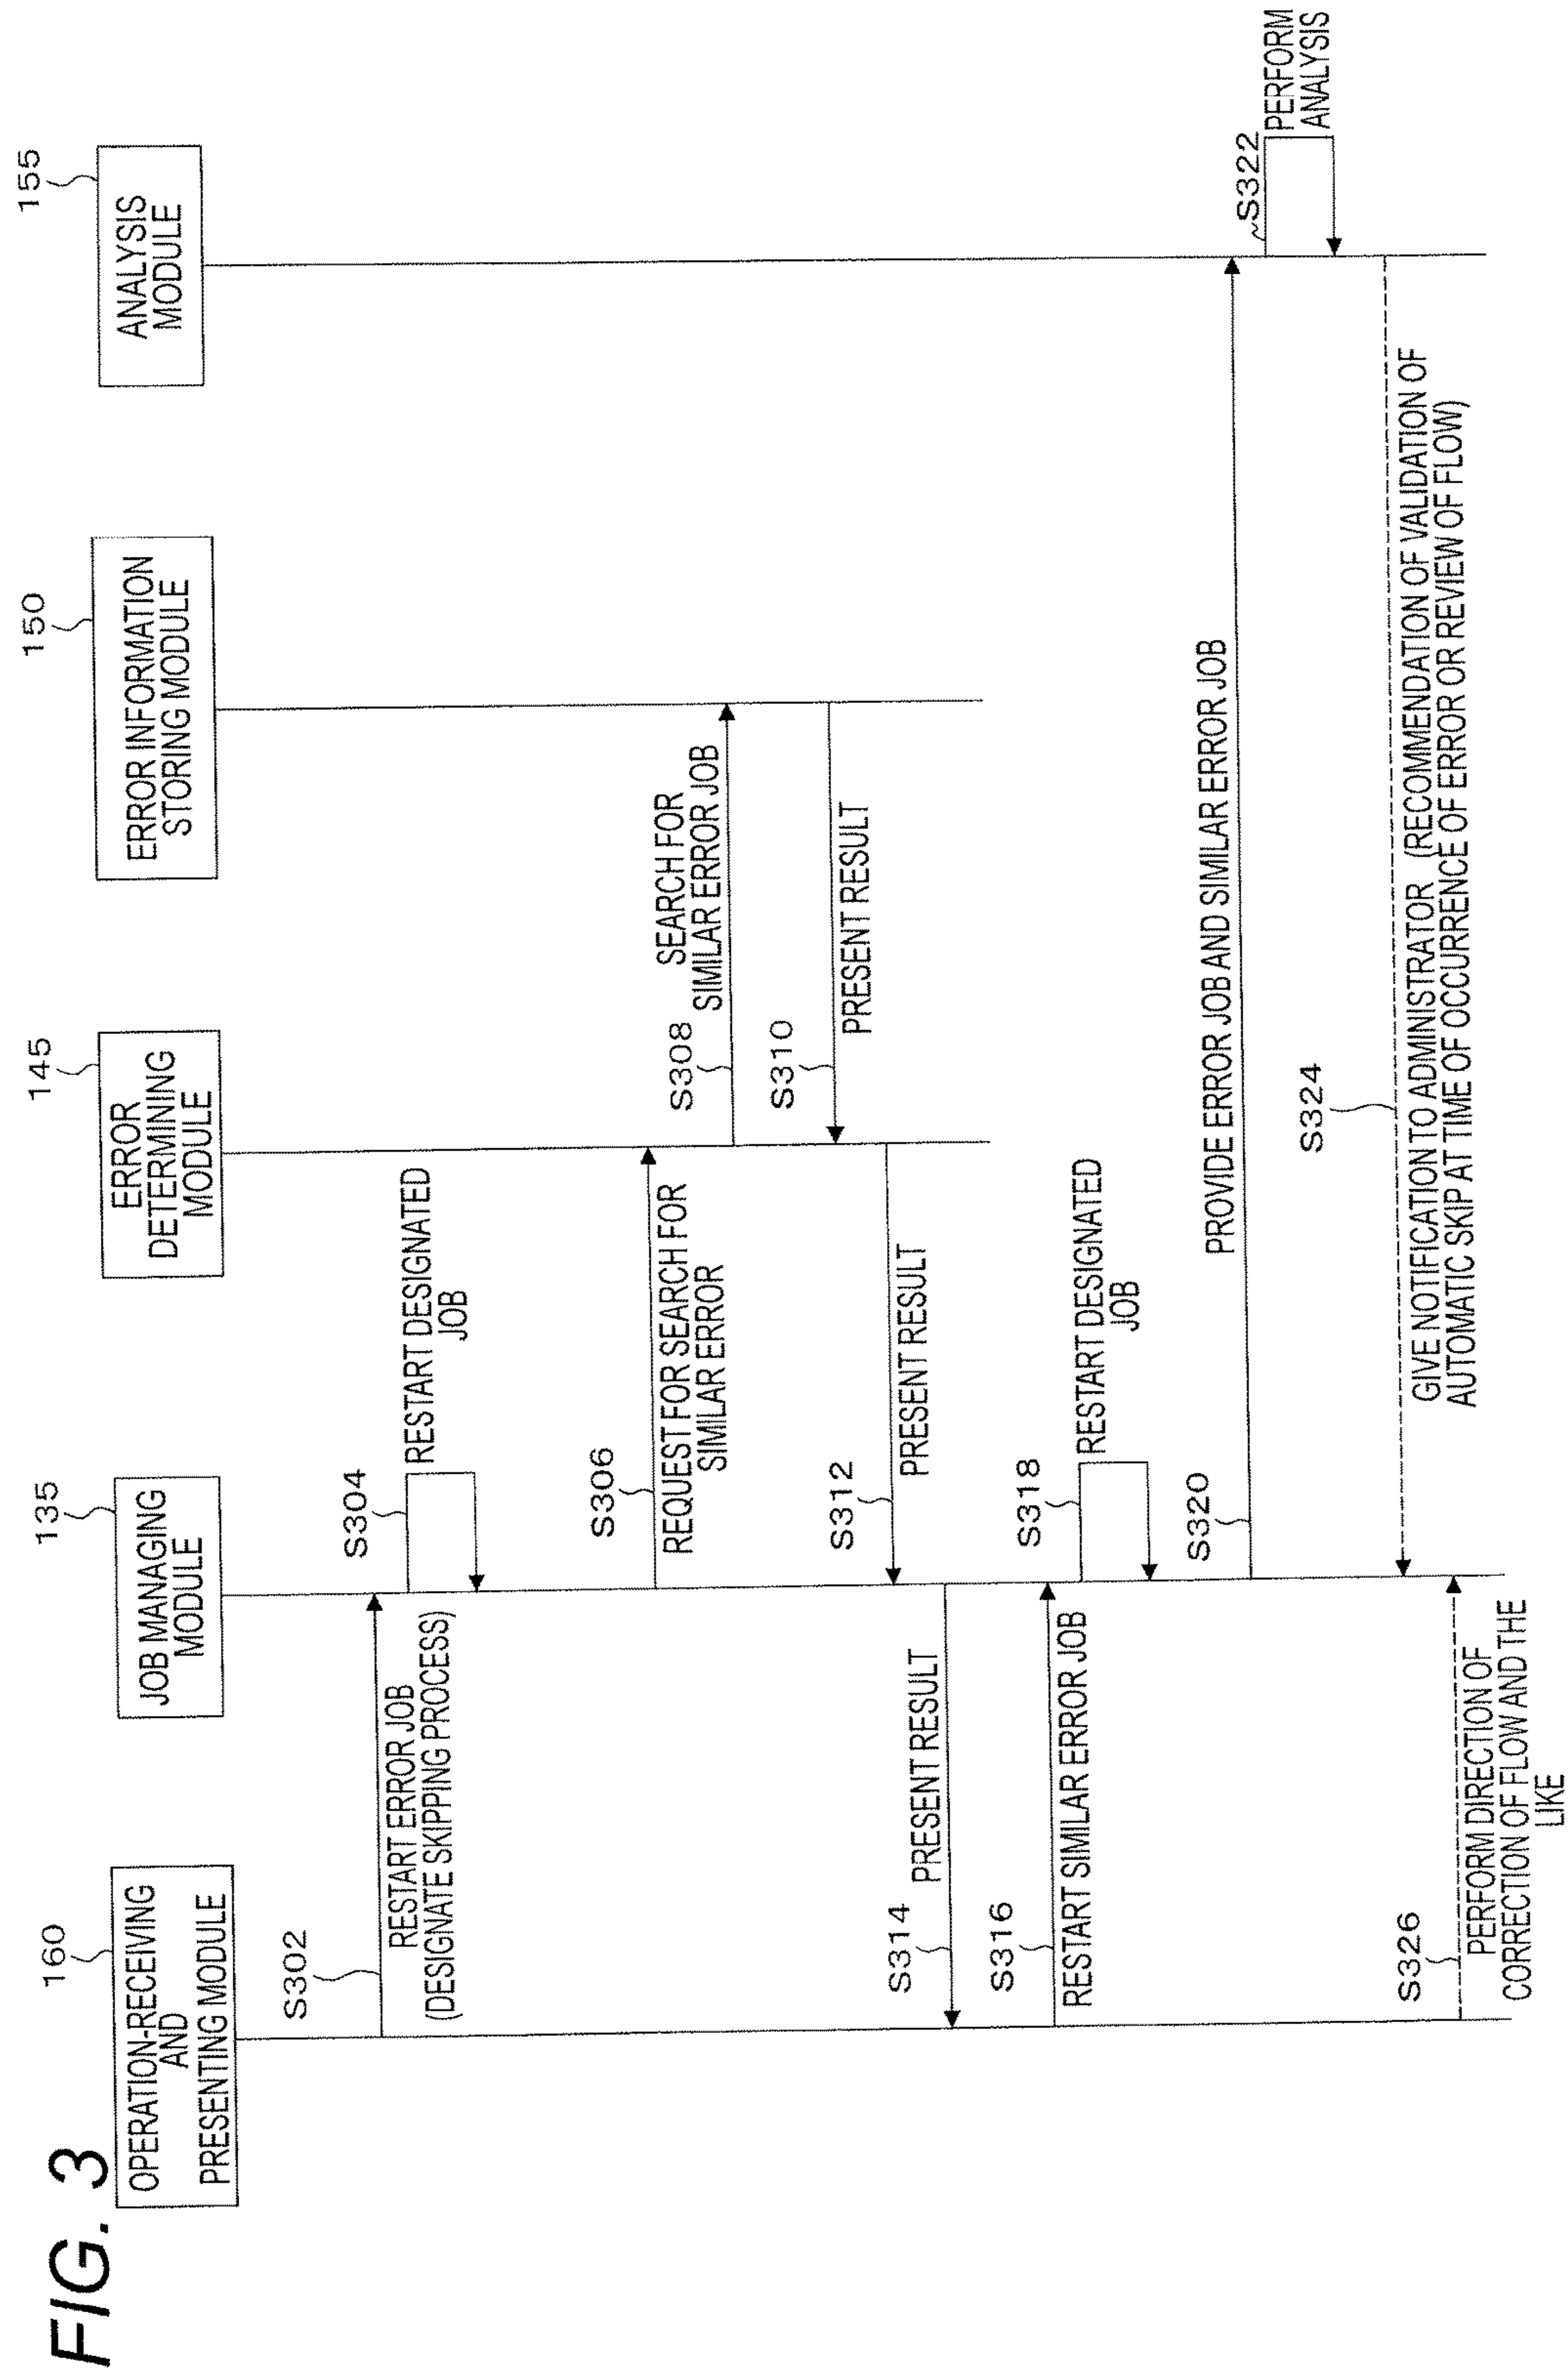 FIG. 3
160
OPERATION-RECEIVING
AND
PRESENTING MODULE
135
JOB MANAGING
MODULE
145
ERROR
DETERMINING
MODULE
150
ERROR INFORMATION
STORING MODULE
155
ANALYSIS
MODULE
S302
RESTART ERROR JOB
(DESIGNATE SKIPPING PROCESS)
S304
RESTART DESIGNATED
JOB
S306
REQUEST FOR SEARCH FOR
SIMILAR ERROR
S308
SEARCH FOR
SIMILAR ERROR JOB
S310
PRESENT RESULT
S312
PRESENT RESULT
S314
PRESENT RESULT
S316
RESTART SIMILAR ERROR JOB
S318
RESTART DESIGNATED
JOB
S320
PROVIDE ERROR JOB AND SIMILAR ERROR JOB
S322
PERFORM
ANALYSIS
S324
GIVE NOTIFICATION TO ADMINISTRATOR (RECOMMENDATION OF VALIDATION OF
AUTOMATIC SKIP AT TIME OF OCCURRENCE OF ERROR OR REVIEW OF FLOW)
S326
PERFORM DIRECTION OF
CORRECTION OF FLOW AND THE
LIKE